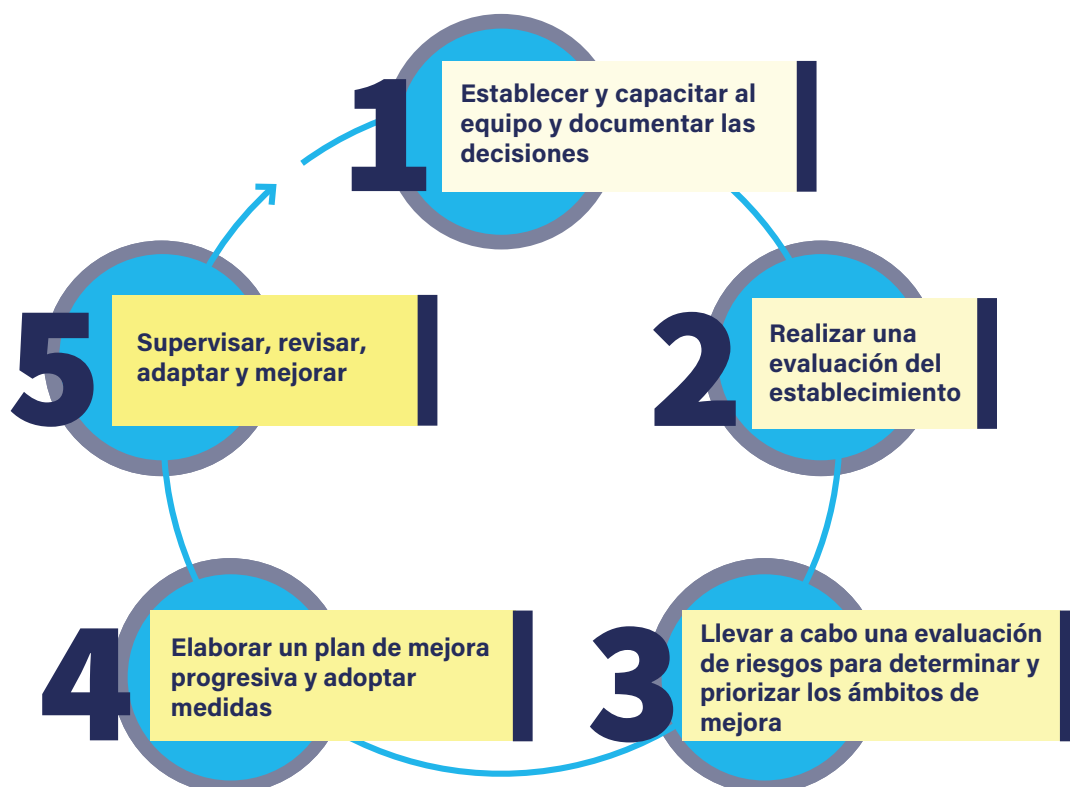 1
Establecer y capacitar al
equipo y documentar las
decisiones
2
Realizar una
evaluación del
establecimiento
3
Llevar a cabo una evaluación
de riesgos para determinar y
priorizar los ámbitos de
mejora
4
Elaborar un plan de mejora
progresiva y adoptar
medidas
5
Supervisar, revisar,
adaptar y mejorar